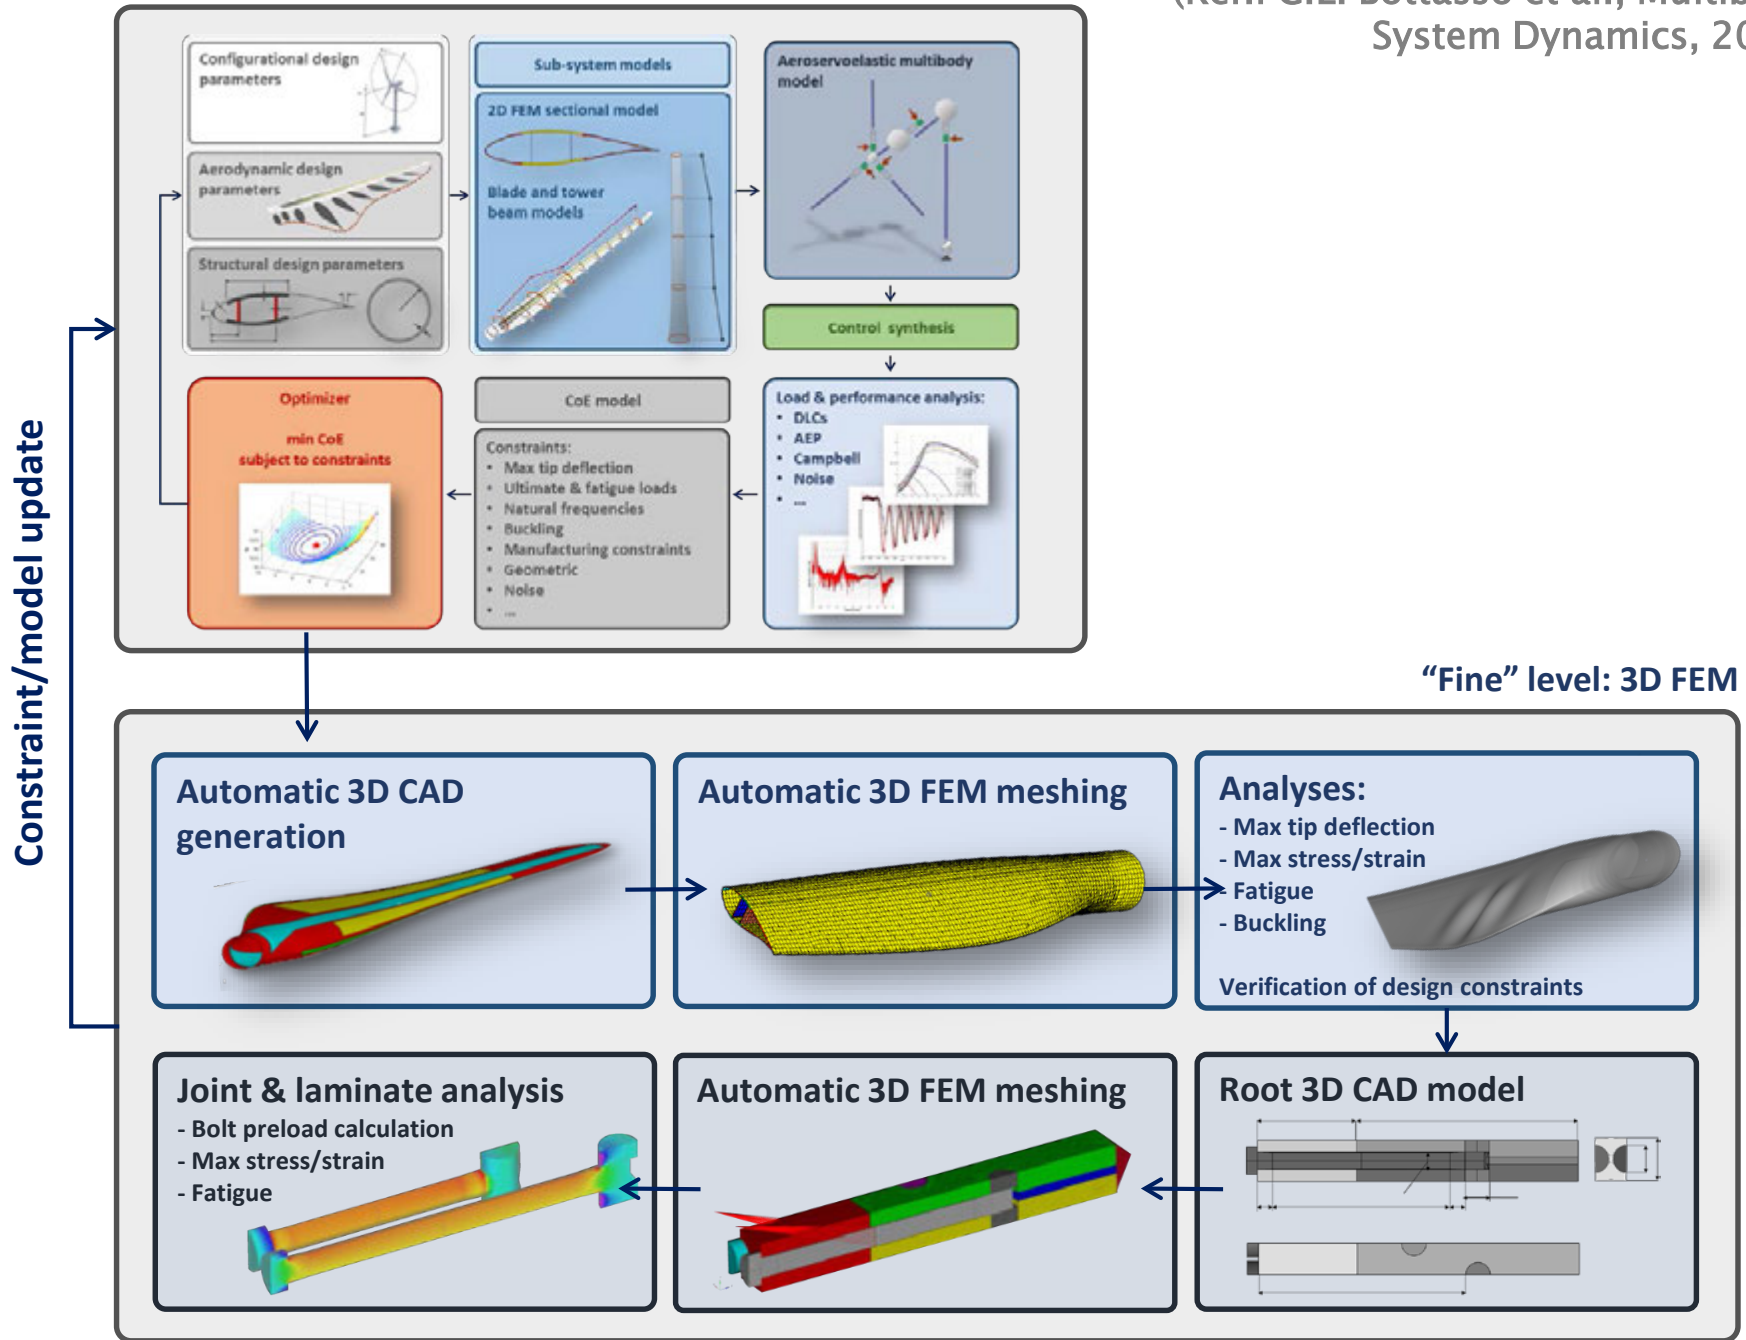 System Dynamics, 20
Configurational design
parameters
Aerodynamic design
parameters
Structural design parameters
Sub-system models
2D FEM sectional model
Blade and tower
beam models
Aeroservoelastic multibody
model
Control synthesis
Optimizer
min CoE
subject to constraints
CoE model
Constraints:
• Max tip deflection
• Ultimate & fatigue loads
• Natural frequencies
• Buckling
• Manufacturing constraints
• Geometric
• Noise
• ...
Load & performance analysis:
• DLCs
• AEP
• Campbell
• Noise
• ...
Constraint/model update
“Fine” level: 3D FEM
Automatic 3D CAD
generation
Automatic 3D FEM meshing
Analyses:
- Max tip deflection
- Max stress/strain
- Fatigue
- Buckling
Verification of design constraints
Joint & laminate analysis
- Bolt preload calculation
- Max stress/strain
- Fatigue
Automatic 3D FEM meshing
Root 3D CAD model